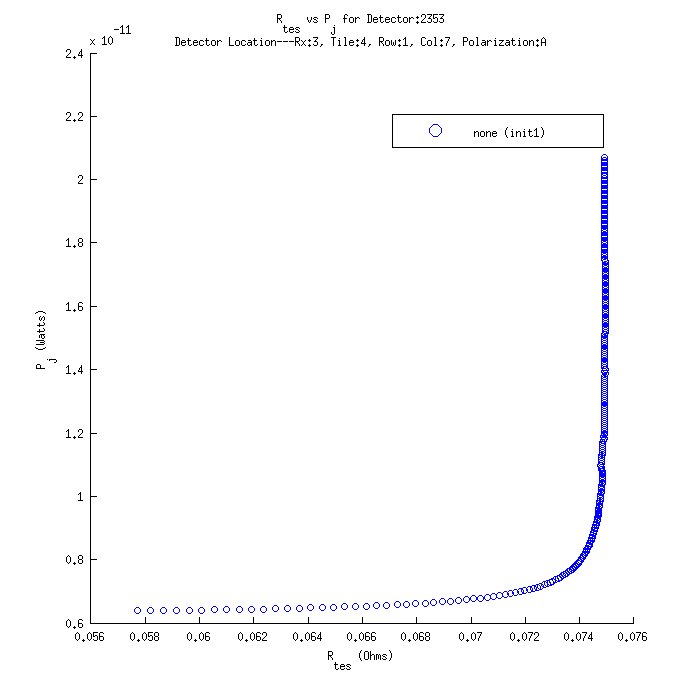 R_tes vs P_j for Detector:2353
Detector Location---Rx:3, Tile:4, Row:1, Col:7, Polarization:A
x 10^-11
2.4
2.2
2
1.8
1.6
1.4
1.2
1
0.8
0.6
none (init1)
P_j (Watts)
0.056 0.058 0.06 0.062 0.064 0.066 0.068 0.07 0.072 0.074 0.076
R_tes (Ohms)